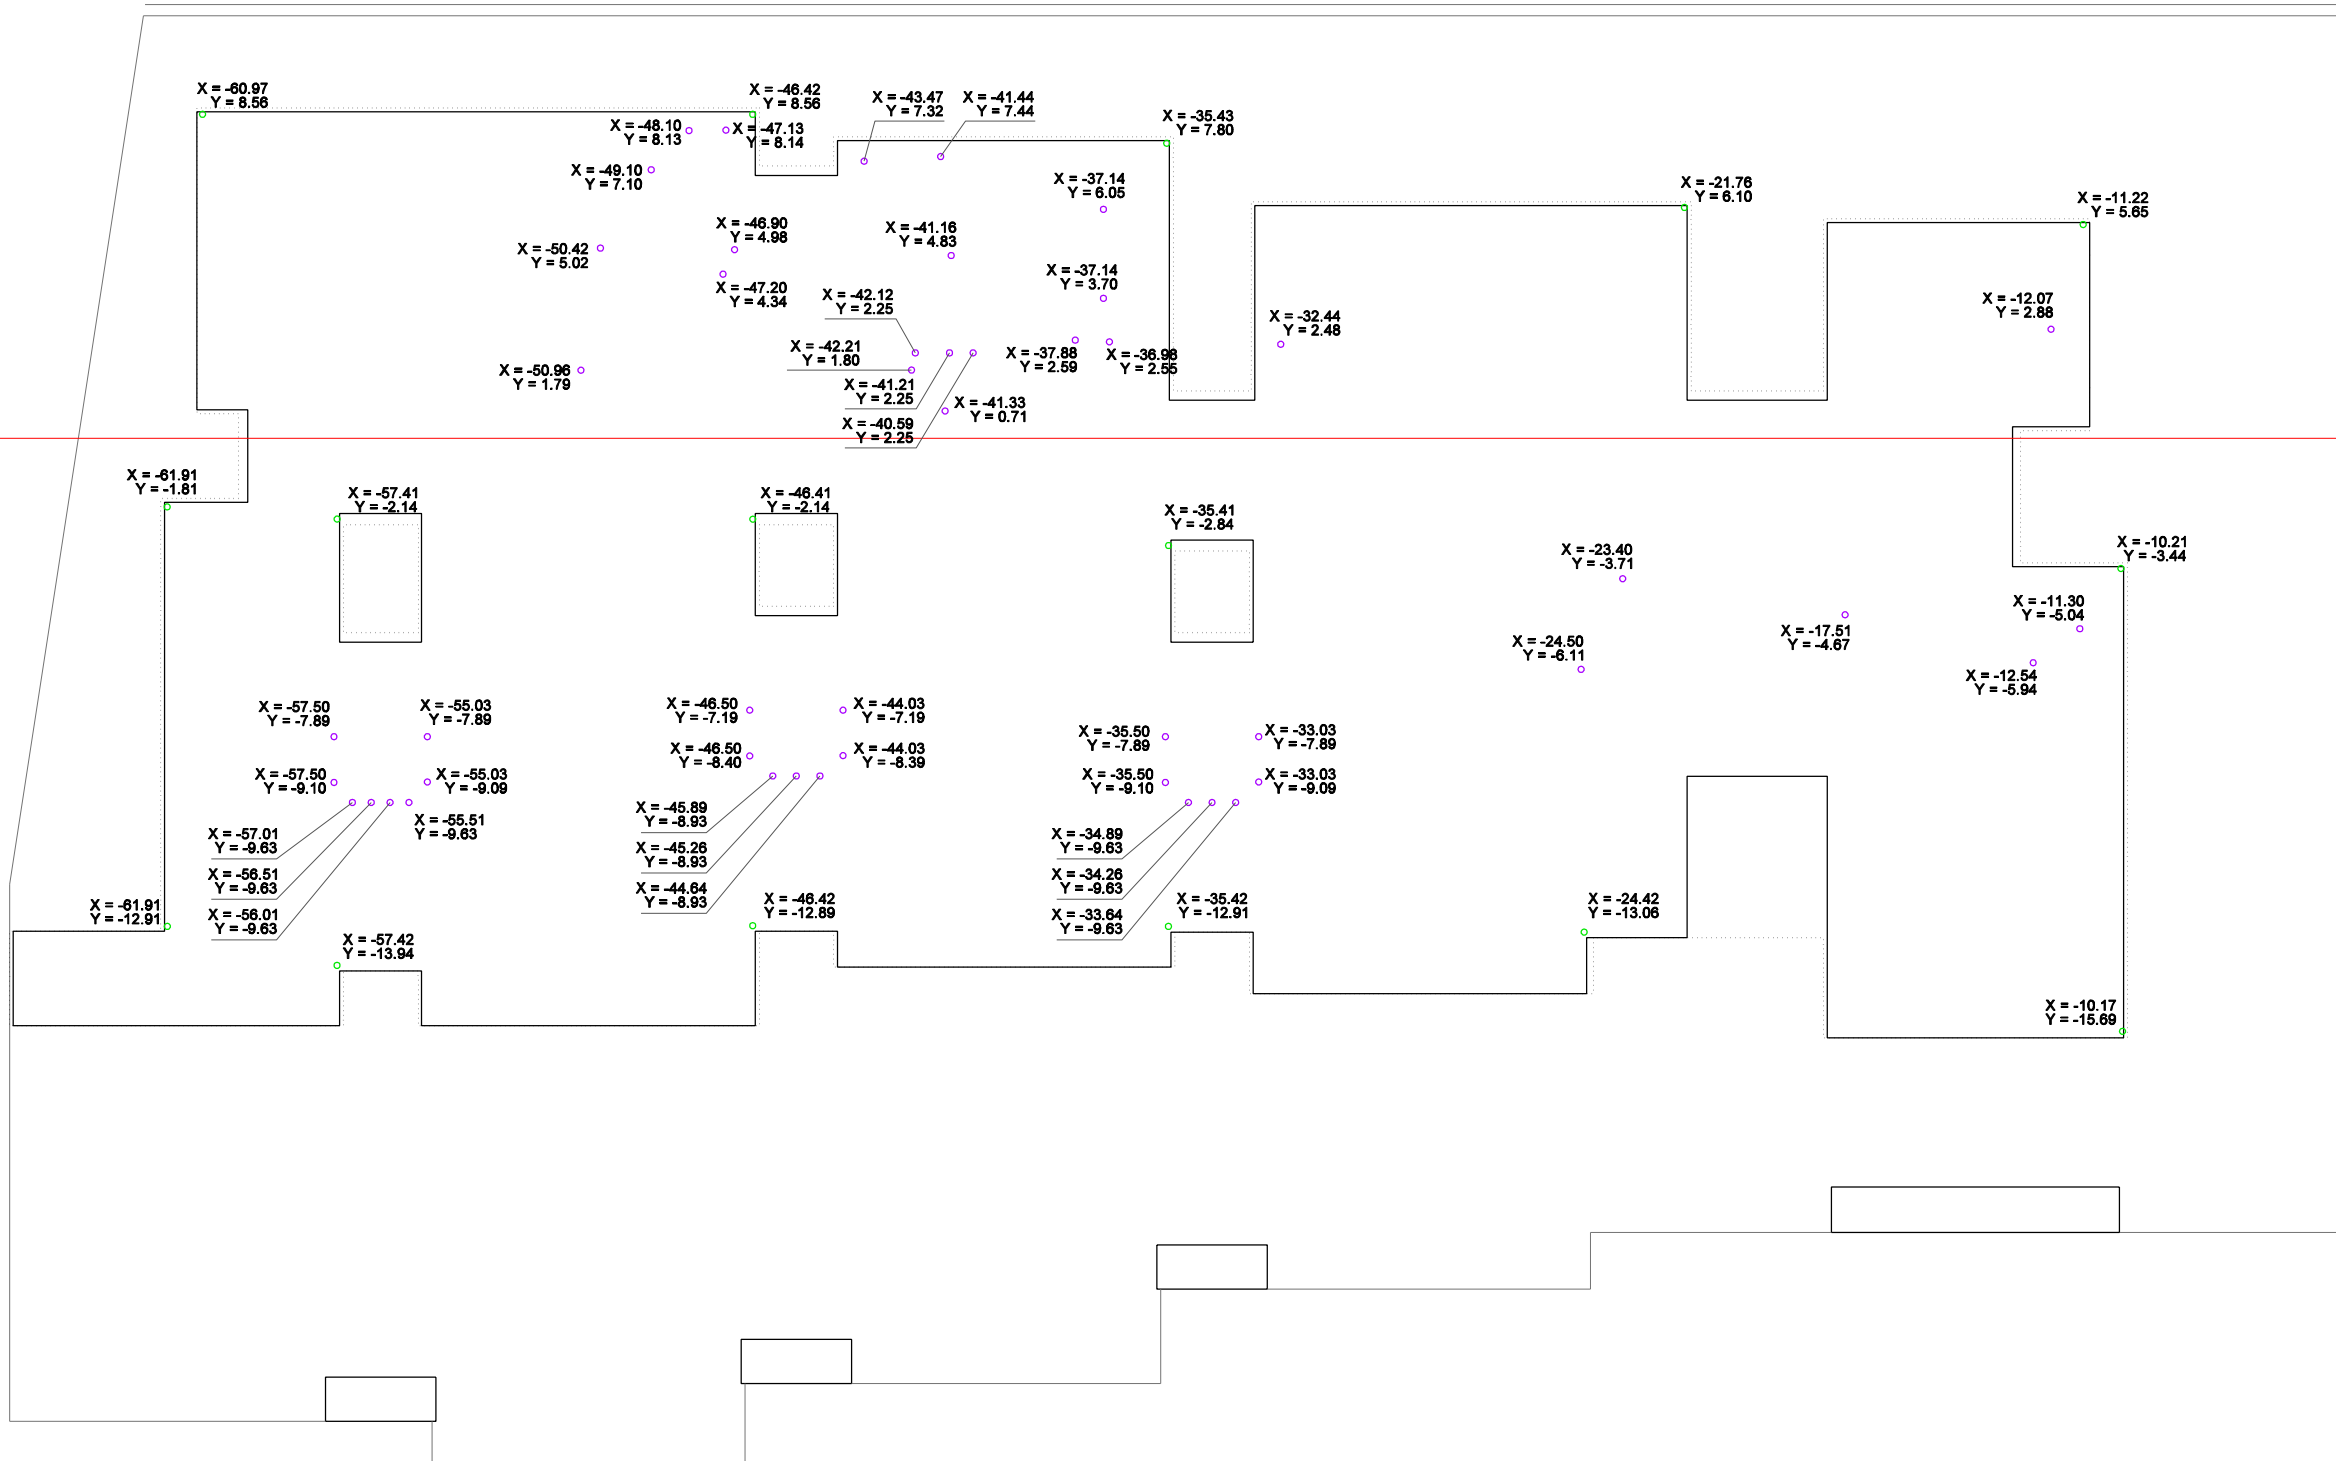 X = -60.97
Y = 8.56
X = -46.42
Y = 8.56
X = -43.47
Y = 7.32
X = -41.44
Y = 7.44
X = -35.43
Y = 7.80
X = -48.10
Y = 8.13
X = -47.13
Y = 8.14
X = -49.10
Y = 7.10
X = -37.14
Y = 6.05
X = -21.76
Y = 6.10
X = -11.22
Y = 5.65
X = -46.90
Y = 4.98
X = -41.16
Y = 4.83
X = -50.42
Y = 5.02
X = -37.14
Y = 3.70
X = -47.20
Y = 4.34
X = -42.12
Y = 2.25
X = -12.07
Y = 2.88
X = -32.44
Y = 2.48
X = -42.21
Y = 1.80
X = -37.88
Y = 2.59
X = -36.98
Y = 2.55
X = -50.96
Y = 1.79
X = -41.21
Y = 2.25
X = -41.33
Y = 0.71
X = -40.59
Y = 2.25
X = -61.91
Y = -1.81
X = -57.41
Y = -2.14
X = -46.41
Y = -2.14
X = -35.41
Y = -2.84
X = -23.40
Y = -3.71
X = -10.21
Y = -3.44
X = -11.30
Y = -5.04
X = -17.51
Y = -4.67
X = -24.50
Y = -6.11
X = -12.54
Y = -5.94
X = -57.50
Y = -7.89
X = -55.03
Y = -7.89
X = -46.50
Y = -7.19
X = -44.03
Y = -7.19
X = -35.50
Y = -7.89
X = -33.03
Y = -7.89
X = -46.50
Y = -8.40
X = -44.03
Y = -8.39
X = -57.50
Y = -9.10
X = -55.03
Y = -9.09
X = -35.50
Y = -9.10
X = -33.03
Y = -9.09
X = -45.89
Y = -8.93
X = -55.51
Y = -9.63
X = -57.01
Y = -9.63
X = -45.26
Y = -8.93
X = -34.89
Y = -9.63
X = -56.51
Y = -9.63
X = -44.64
Y = -8.93
X = -34.26
Y = -9.63
X = -61.91
Y = -12.91
X = -56.01
Y = -9.63
X = -46.42
Y = -12.89
X = -33.64
Y = -9.63
X = -35.42
Y = -12.91
X = -24.42
Y = -13.06
X = -57.42
Y = -13.94
X = -10.17
Y = -15.69